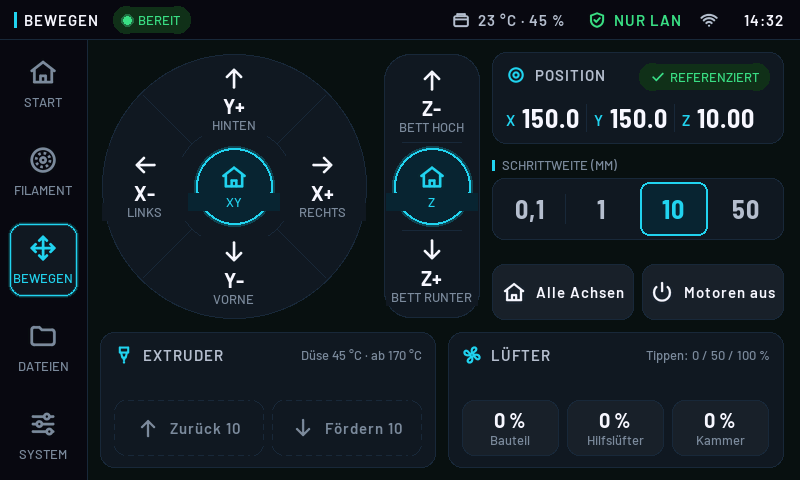 BEWEGEN
BEREIT
23 °C · 45 %
NUR LAN
14:32
START
FILAMENT
BEWEGEN
DATEIEN
SYSTEM
Y+
HINTEN
X-
LINKS
XY
X+
RECHTS
Y-
VORNE
Z-
BETT HOCH
Z
Z+
BETT RUNTER
POSITION
REFERENZIERT
X 150.0 Y 150.0 Z 10.00
SCHRITTWEITE (MM)
0,1 1 10 50
Alle Achsen
Motoren aus
EXTRUDER
Düse 45 °C · ab 170 °C
Zurück 10
Fördern 10
LÜFTER
Tippen: 0 / 50 / 100 %
0 %
Bauteil
0 %
Hilfslüfter
0 %
Kammer